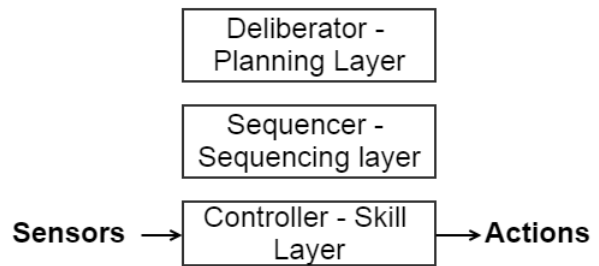 Deliberator -
Planning Layer
Sequencer -
Sequencing layer
Sensors
Controller - Skill
Layer
Actions